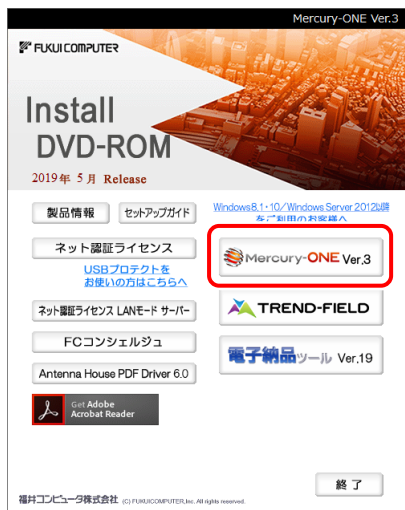 Mercury-ONE Ver.3
FUKUI COMPUTER
Install
DVD-ROM
2019年 5月 Release
製品情報
セットアップガイド
Windows8.1・10／Windows Server 2012以降
をご利用のお客様へ
ネット認証ライセンス
Mercury-ONE Ver.3
USBプロテクトを
お使いの方はこちらへ
ネット認証ライセンス LANモード サーバー
TREND-FIELD
FCコンシェルジュ
電子納品ツール Ver.19
Antenna House PDF Driver 6.0
Get Adobe
Acrobat Reader
終了
福井コンピュータ株式会社 (C) FUKUI COMPUTER, Inc. All rights reserved.